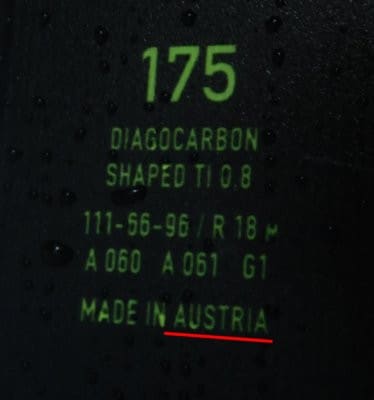 175
DIAGOCARBON
SHAPED TI 0.8
111-66-96 / R 18 M
A 060 A 061 G1
MADE IN AUSTRIA